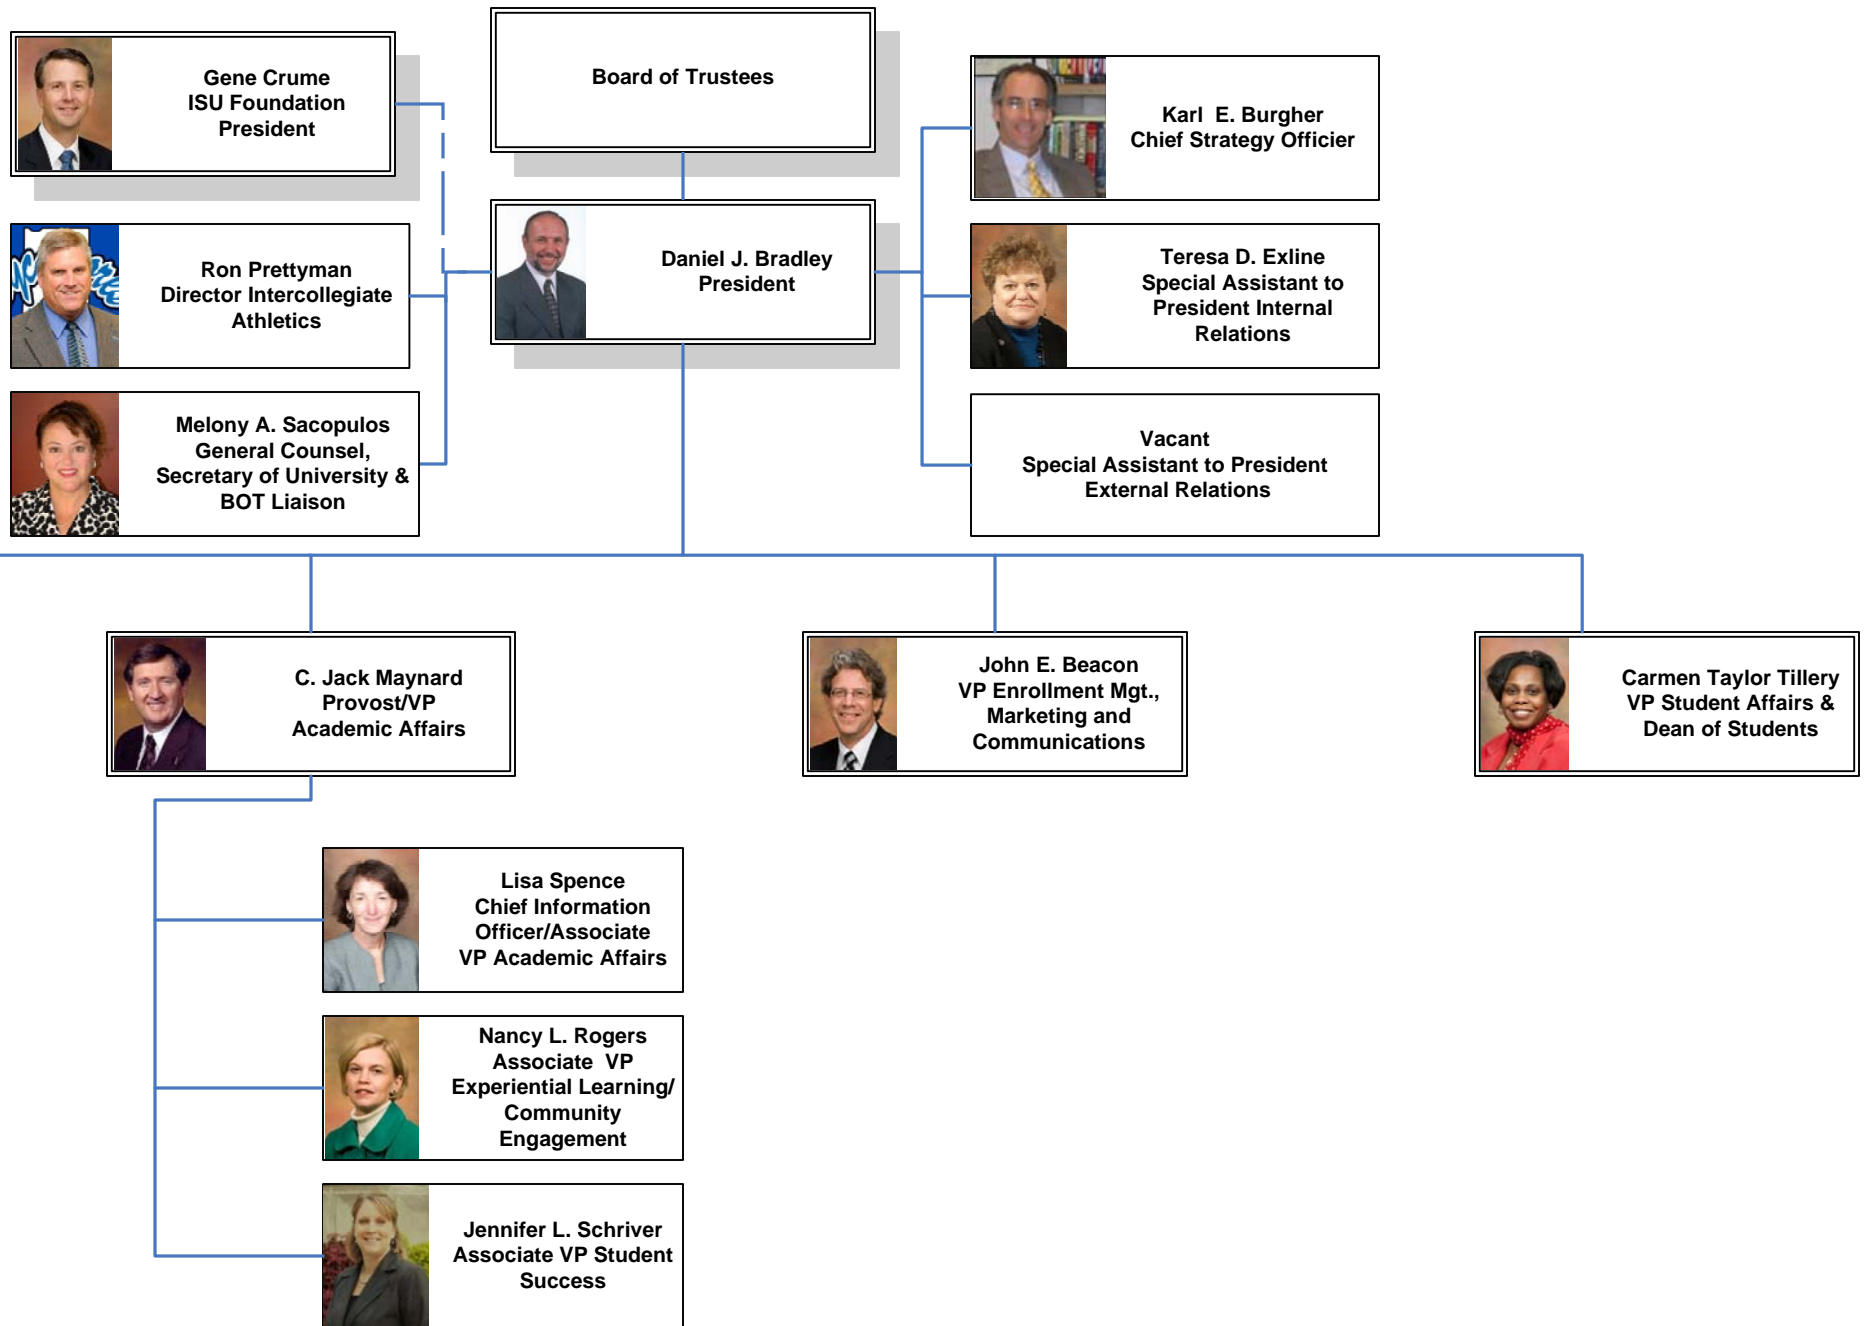 Gene Crume
ISU Foundation
President
Board of Trustees
Karl  E. Burgher
Chief Strategy Officier
Ron Prettyman
Director Intercollegiate
Athletics
Daniel J. Bradley
President
Teresa D. Exline
Special Assistant to
President Internal
Relations
Melony A. Sacopulos
General Counsel,
Secretary of University &
BOT Liaison
Vacant
Special Assistant to President
External Relations
C. Jack Maynard
Provost/VP
Academic Affairs
John E. Beacon
VP Enrollment Mgt.,
Marketing and
Communications
Carmen Taylor Tillery
VP Student Affairs &
Dean of Students
Lisa Spence
Chief Information
Officer/Associate
VP Academic Affairs
Nancy L. Rogers
Associate  VP
Experiential Learning/
Community
Engagement
Jennifer L. Schriver
Associate VP Student
Success